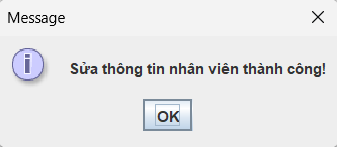 Message
Sửa thông tin nhân viên thành công!
OK